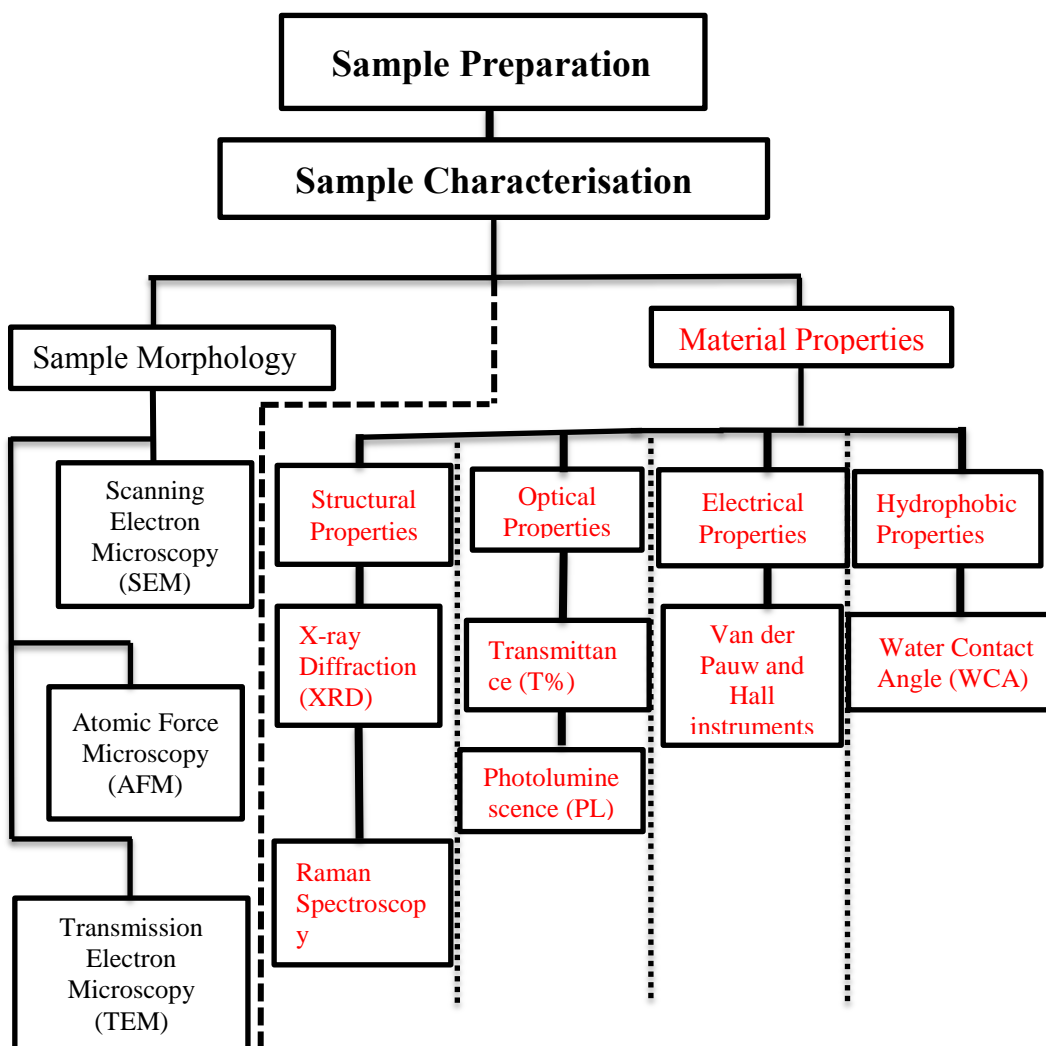 Sample Preparation
Sample Characterisation
Sample Morphology
Material Properties
Scanning
Electron
Microscopy
(SEM)
Atomic Force
Microscopy
(AFM)
Transmission
Electron
Microscopy
(TEM)
Structural
Properties
X-ray
Diffraction
(XRD)
Raman
Spectroscop
y
Optical
Properties
Transmittan
ce (T%)
Photolumine
scence (PL)
Electrical
Properties
Van der
Pauw and
Hall
instruments
Hydrophobic
Properties
Water Contact
Angle (WCA)